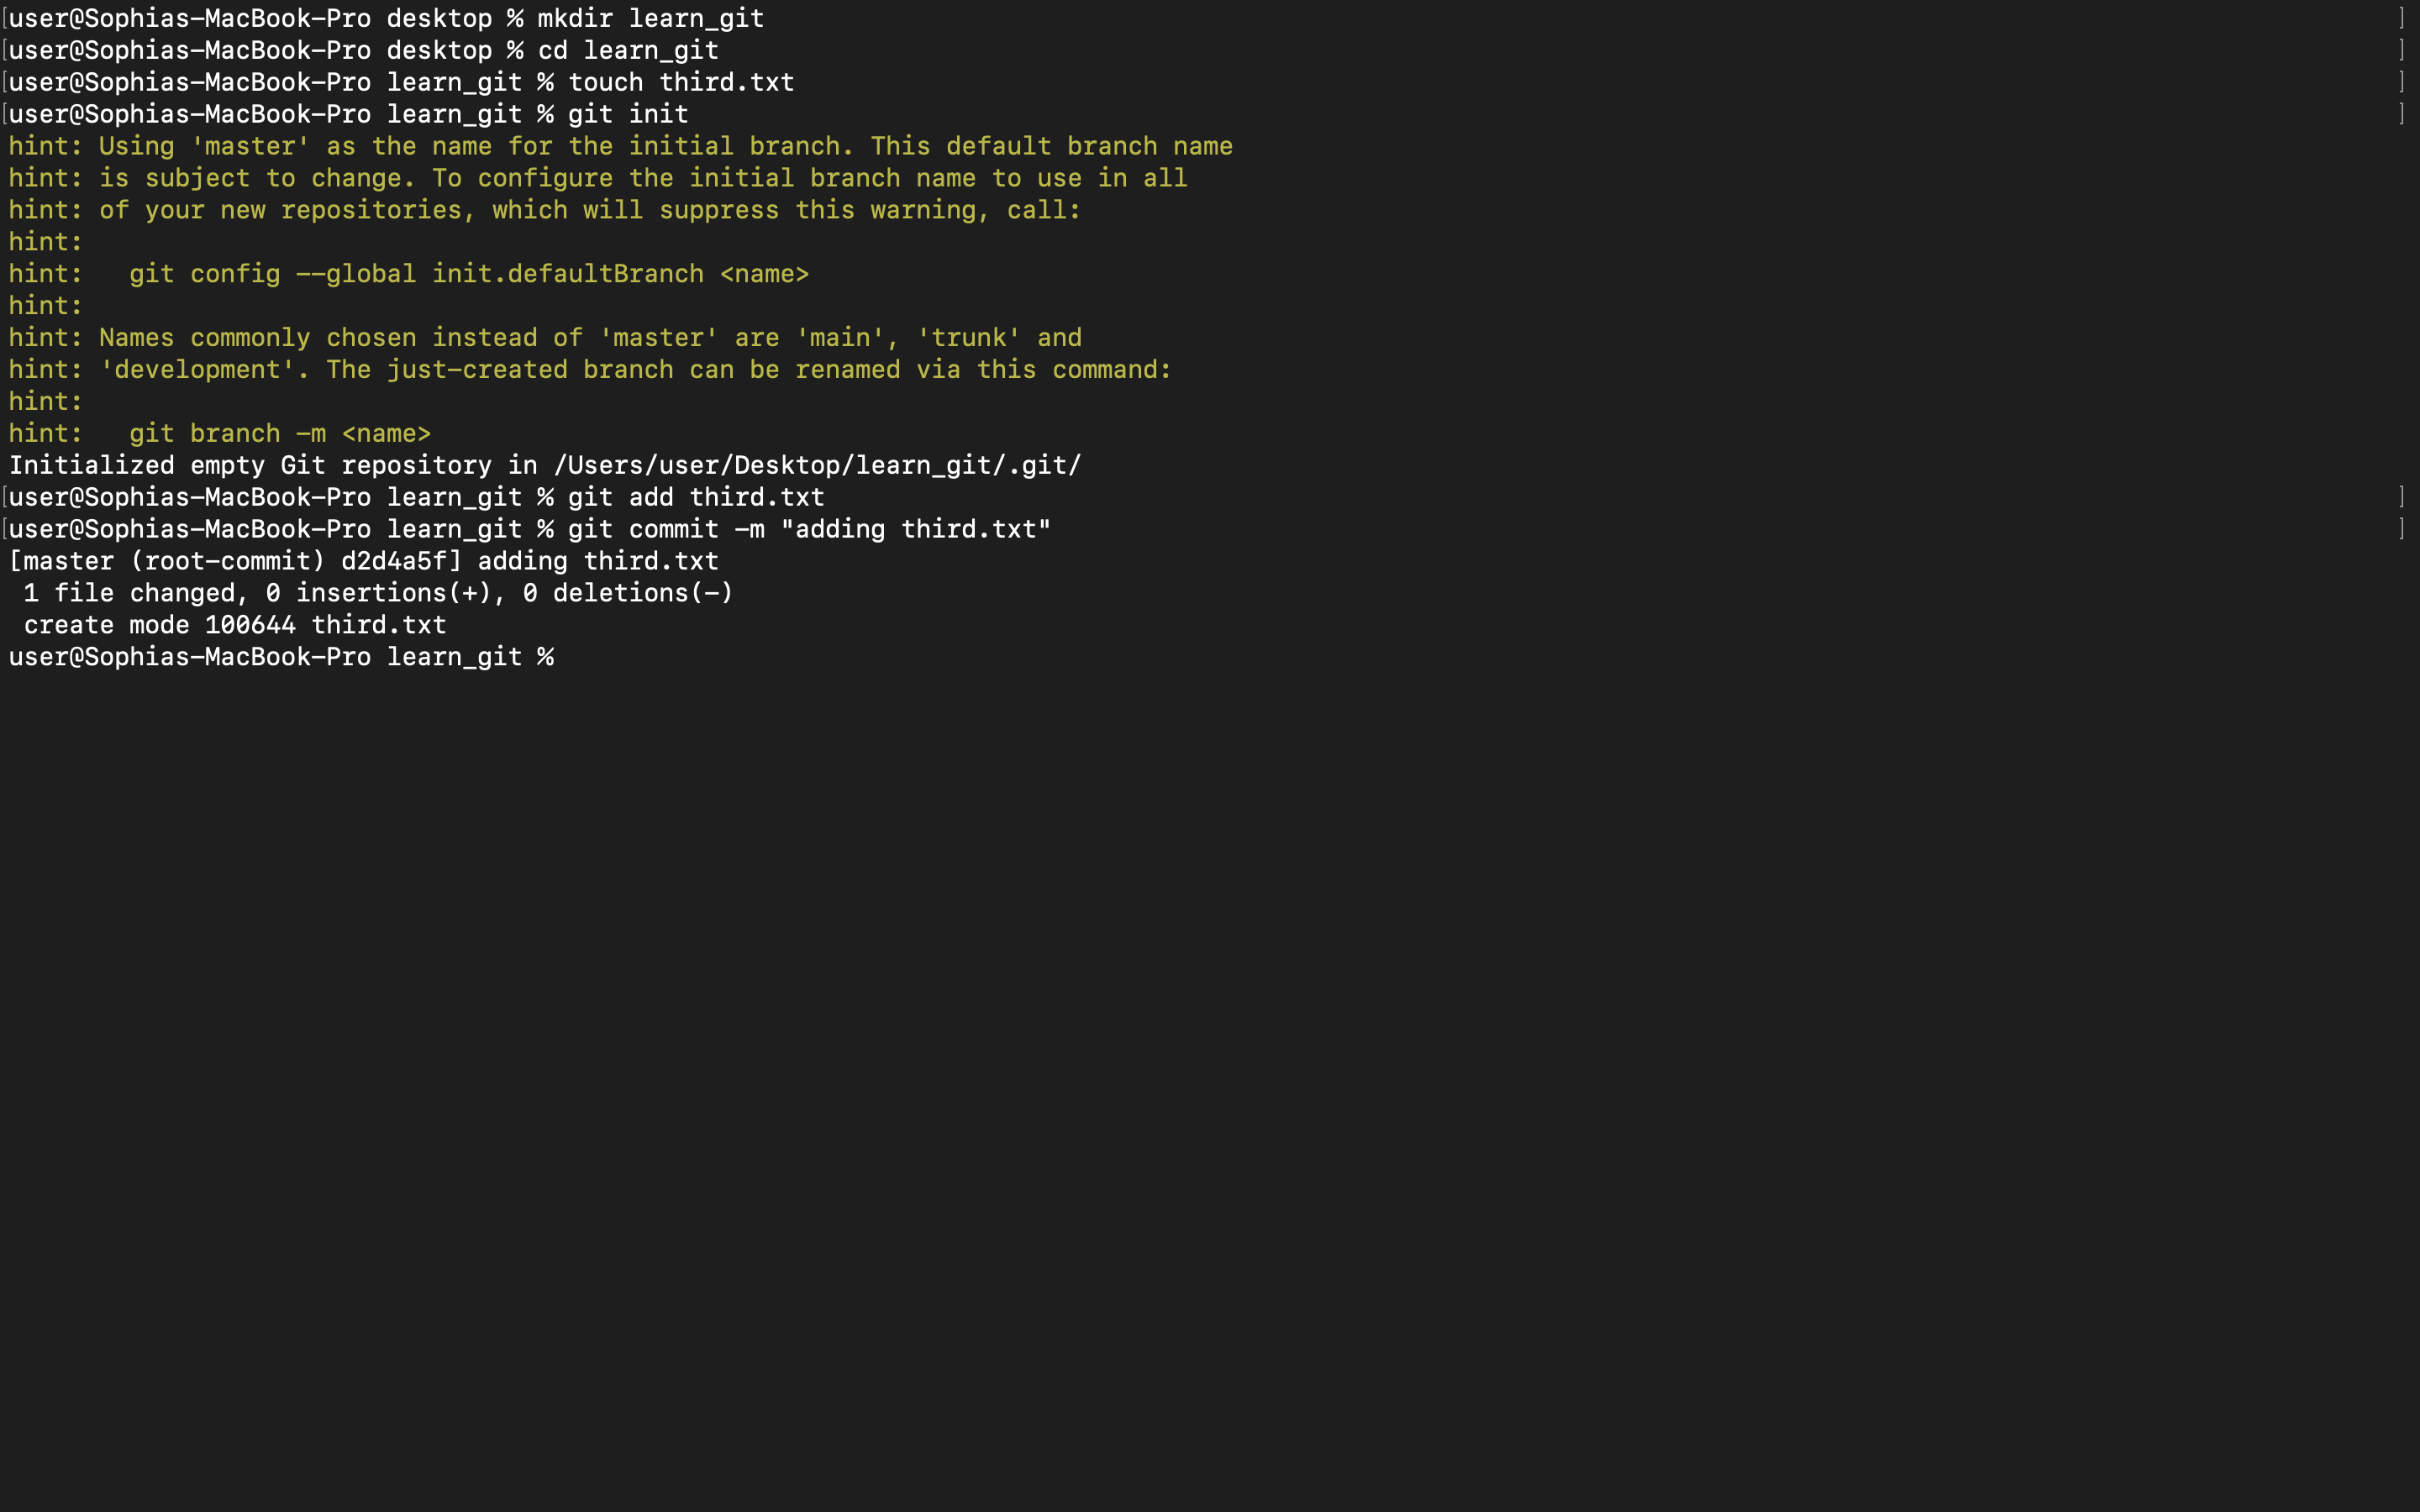 [user@Sophias-MacBook-Pro desktop % mkdir learn_git ]
[user@Sophias-MacBook-Pro desktop % cd learn_git ]
[user@Sophias-MacBook-Pro learn_git % touch third.txt ]
[user@Sophias-MacBook-Pro learn_git % git init ]
hint: Using 'master' as the name for the initial branch. This default branch name
hint: is subject to change. To configure the initial branch name to use in all
hint: of your new repositories, which will suppress this warning, call:
hint:
hint:   git config --global init.defaultBranch <name>
hint:
hint: Names commonly chosen instead of 'master' are 'main', 'trunk' and
hint: 'development'. The just-created branch can be renamed via this command:
hint:
hint:   git branch -m <name>
Initialized empty Git repository in /Users/user/Desktop/learn_git/.git/
[user@Sophias-MacBook-Pro learn_git % git add third.txt ]
[user@Sophias-MacBook-Pro learn_git % git commit -m "adding third.txt" ]
[master (root-commit) d2d4a5f] adding third.txt
 1 file changed, 0 insertions(+), 0 deletions(-)
 create mode 100644 third.txt
user@Sophias-MacBook-Pro learn_git %